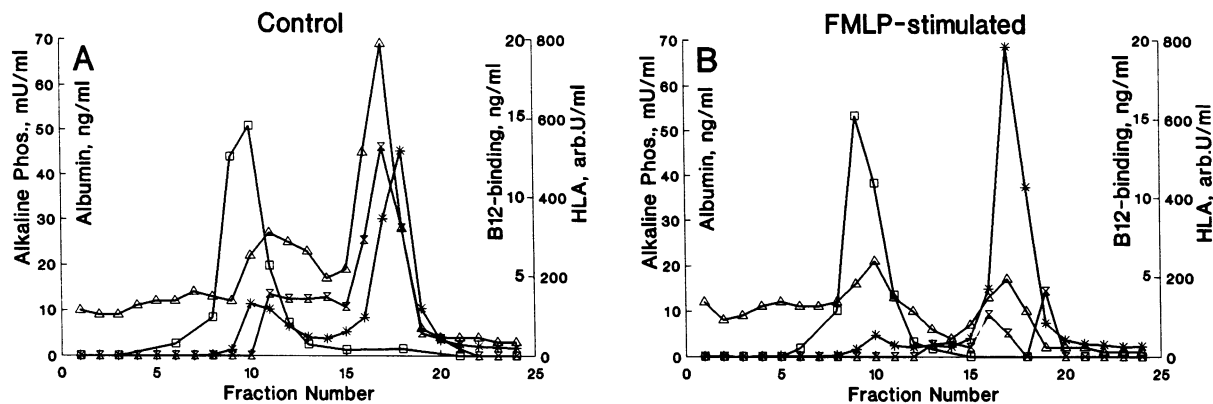 Control
A
Alkaline Phos., mU/ml
Albumin, ng/ml
70
60
50
40
30
20
10
0
0 5 10 15 20 25
Fraction Number
B12-binding, ng/ml
20
15
10
5
0
HLA, arb.U/ml
800
600
400
200
0
FMLP-stimulated
B
Alkaline Phos., mU/ml
Albumin, ng/ml
70
60
50
40
30
20
10
0
0 5 10 15 20 25
Fraction Number
B12-binding, ng/ml
20
15
10
5
0
HLA, arb.U/ml
800
600
400
200
0